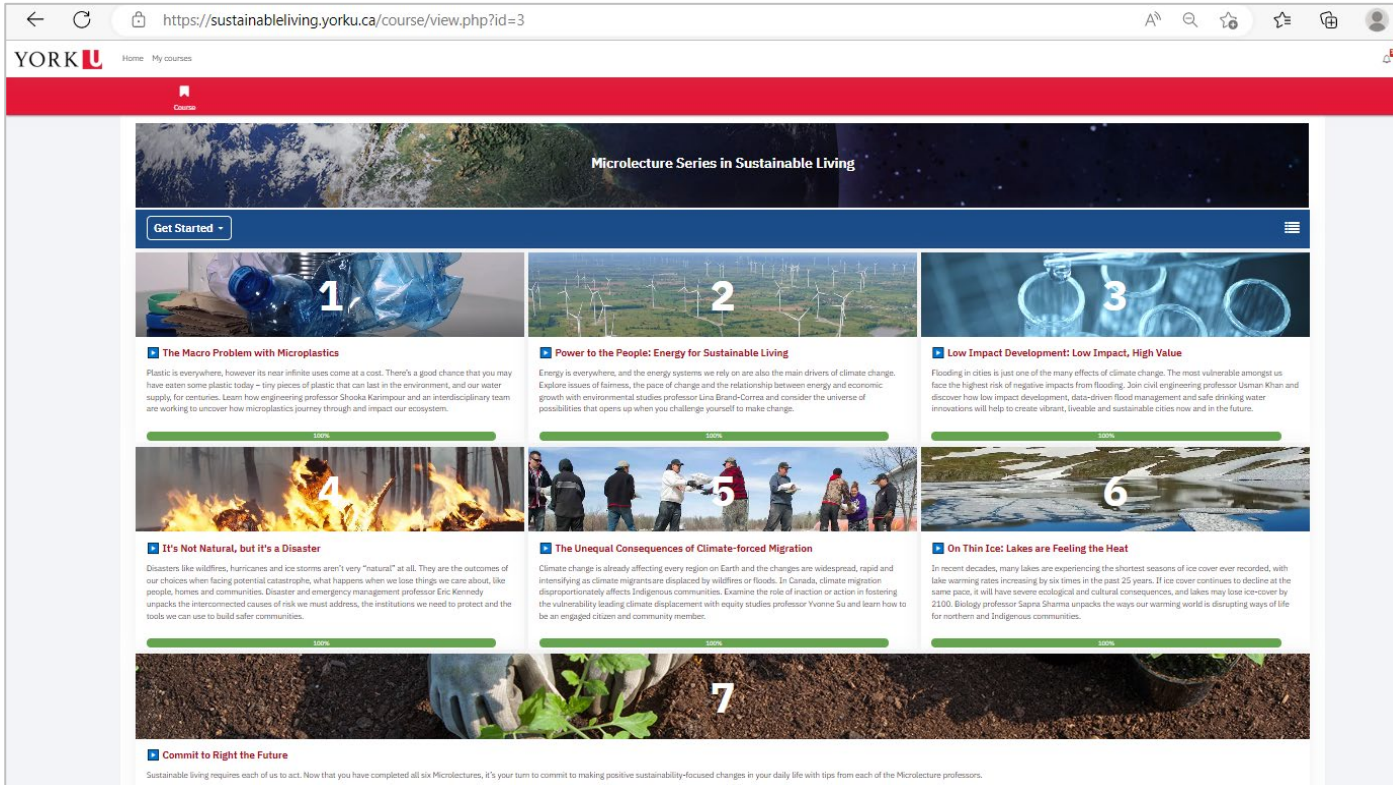 https://sustainableliving.yorku.ca/course/view.php?id=3
YORK U
Home My courses
Course
Microlecture Series in Sustainable Living
Get Started
1
The Macro Problem with Microplastics
Plastic is everywhere, however its near infinite uses come at a cost. There's a good chance that you may
have eaten some plastic today – tiny pieces of plastic that can last in the environment, and our water
supply, for centuries. Learn how engineering professor Shooka Karimpour and an interdisciplinary team
are working to uncover how microplastics journey through and impact our ecosystem.
100%
2
Power to the People: Energy for Sustainable Living
Energy is everywhere, and the energy systems we rely on are also the main drivers of climate change.
Explore issues of fairness, the pace of change and the relationship between energy and economic
growth with environmental studies professor Lina Brand-Correa and consider the universe of
possibilities that opens up when you challenge yourself to make change.
100%
3
Low Impact Development: Low Impact, High Value
Flooding in cities is just one of the many effects of climate change. The most vulnerable amongst us
face the highest risk of negative impacts from flooding. Join civil engineering professor Usman Khan and
discover how low impact development, data-driven flood management and safe drinking water
innovations will help to create vibrant, liveable and sustainable cities now and in the future.
100%
4
It's Not Natural, but it's a Disaster
Disasters like wildfires, hurricanes and ice storms aren't very "natural" at all. They are the outcomes of
our choices when facing potential catastrophe, what happens when we lose things we care about, like
people, homes and communities. Disaster and emergency management professor Eric Kennedy
unpacks the interconnected causes of risk we must address, the institutions we need to protect and the
tools we can use to build safer communities.
100%
5
The Unequal Consequences of Climate-forced Migration
Climate change is already affecting every region on Earth and the changes are widespread, rapid and
intensifying as climate migrants are displaced by wildfires or floods. In Canada, climate migration
disproportionately affects Indigenous communities. Examine the role of inaction or action in fostering
the vulnerability leading climate displacement with equity studies professor Yvonne Su and learn how to
be an engaged citizen and community member.
100%
6
On Thin Ice: Lakes are Feeling the Heat
In recent decades, many lakes are experiencing the shortest seasons of ice cover ever recorded, with
lake warming rates increasing by six times in the past 25 years. If ice cover continues to decline at the
same pace, it will have severe ecological and cultural consequences, and lakes may lose ice-cover by
2100. Biology professor Sapna Sharma unpacks the ways our warming world is disrupting ways of life
for northern and Indigenous communities.
100%
7
Commit to Right the Future
Sustainable living requires each of us to act. Now that you have completed all six Microlectures, it's your turn to commit to making positive sustainability-focused changes in your daily life with tips from each of the Microlecture professors.